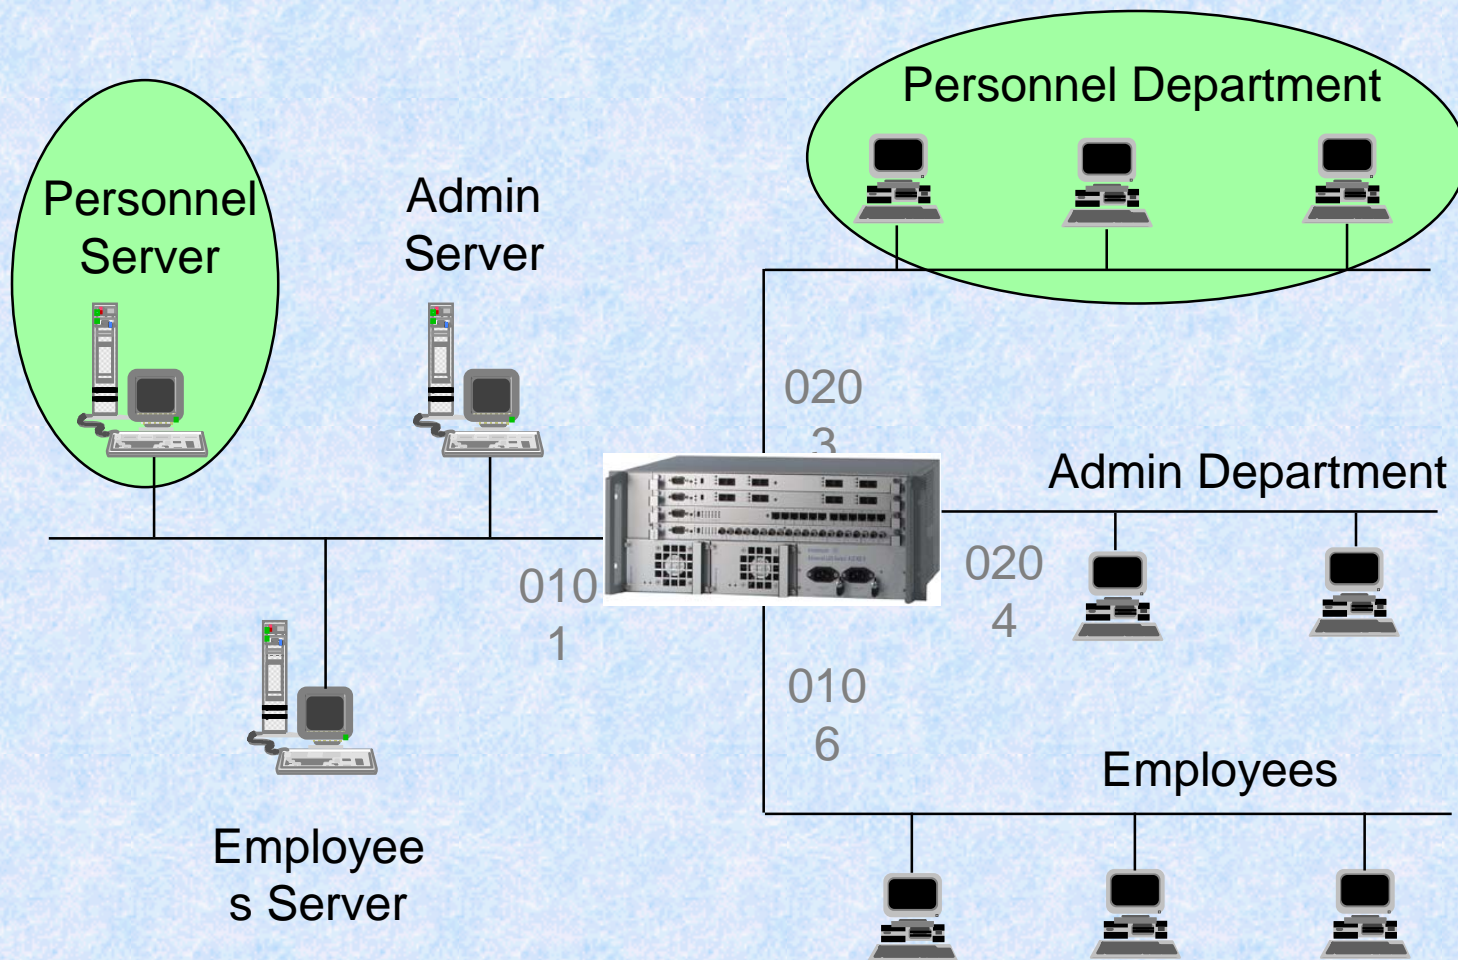 Personnel Department
Personnel
Server
Admin
Server
020
3
Admin Department
010
1
020
4
010
6
Employees
Employee
s Server